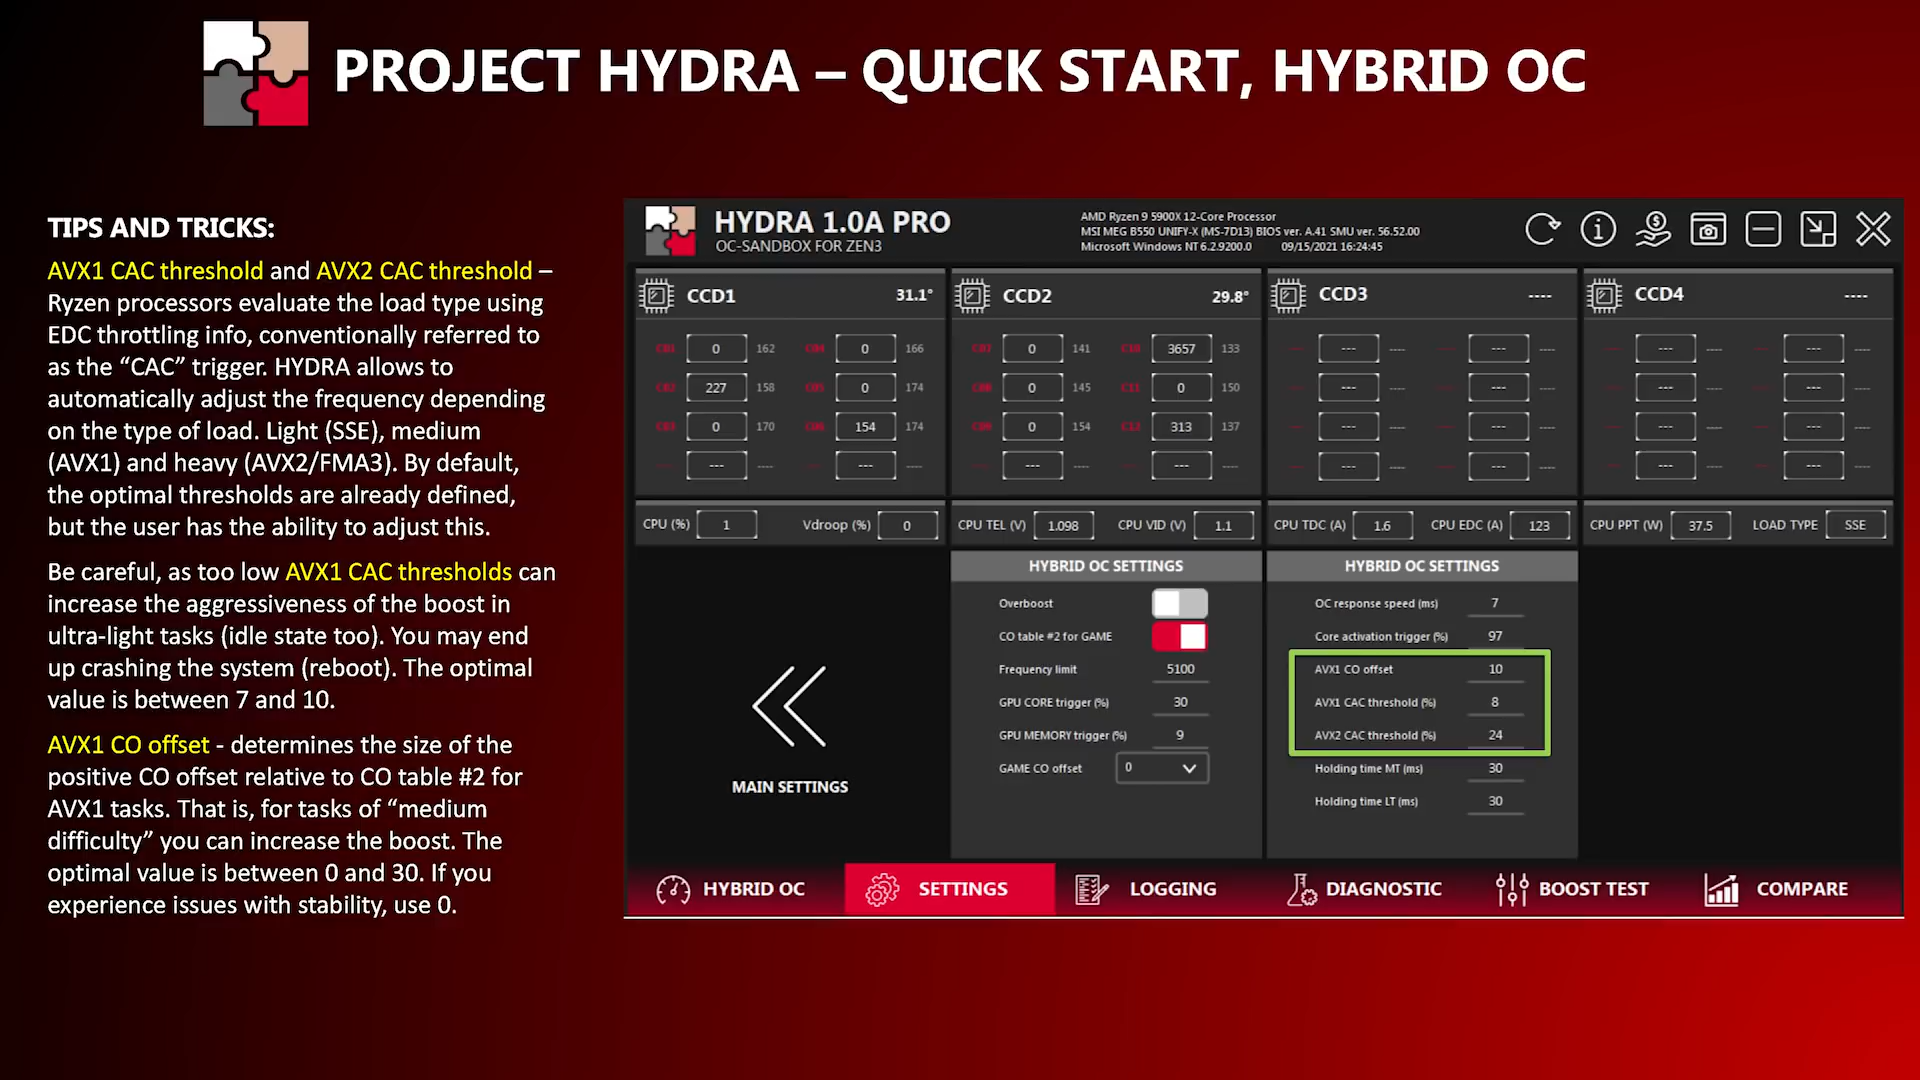 PROJECT HYDRA – QUICK START, HYBRID OC
TIPS AND TRICKS:
AVX1 CAC threshold and AVX2 CAC threshold –
Ryzen processors evaluate the load type using
EDC throttling info, conventionally referred to
as the “CAC” trigger. HYDRA allows to
automatically adjust the frequency depending
on the type of load. Light (SSE), medium
(AVX1) and heavy (AVX2/FMA3). By default,
the optimal thresholds are already defined,
but the user has the ability to adjust this.
Be careful, as too low AVX1 CAC thresholds can
increase the aggressiveness of the boost in
ultra-light tasks (idle state too). You may end
up crashing the system (reboot). The optimal
value is between 7 and 10.
AVX1 CO offset - determines the size of the
positive CO offset relative to CO table #2 for
AVX1 tasks. That is, for tasks of “medium
difficulty” you can increase the boost. The
optimal value is between 0 and 30. If you
experience issues with stability, use 0.
HYDRA 1.0A PRO
OC-SANDBOX FOR ZEN3
AMD Ryzen 9 5900X 12-Core Processor
MSI MEG B550 UNIFY-X (MS-7D13) BIOS ver. A.41 SMU ver. 56.52.00
Microsoft Windows NT 6.2.9200.0 09/15/2021 16:24:45
CCD1 31.1° CCD2 29.8° CCD3 ---- CCD4 ----
C01 0 162 C04 0 166 C07 0 141 C10 3657 133 --- ---- --- ---- --- ---- --- ----
C02 227 158 C05 0 174 C08 0 145 C11 0 150 --- ---- --- ---- --- ---- --- ----
C03 0 170 C06 154 174 C09 0 154 C12 313 137 --- ---- --- ---- --- ---- --- ----
--- ---- --- ---- --- ---- --- ---- --- ---- --- ---- --- ---- --- ----
CPU (%) 1 Vdroop (%) 0 CPU TEL (V) 1.098 CPU VID (V) 1.1 CPU TDC (A) 1.6 CPU EDC (A) 123 CPU PPT (W) 37.5 LOAD TYPE SSE
MAIN SETTINGS
HYBRID OC SETTINGS
Overboost
CO table #2 for GAME
Frequency limit 5100
GPU CORE trigger (%) 30
GPU MEMORY trigger (%) 9
GAME CO offset 0
HYBRID OC SETTINGS
OC response speed (ms) 7
Core activation trigger (%) 97
AVX1 CO offset 10
AVX1 CAC threshold (%) 8
AVX2 CAC threshold (%) 24
Holding time MT (ms) 30
Holding time LT (ms) 30
HYBRID OC SETTINGS LOGGING DIAGNOSTIC BOOST TEST COMPARE